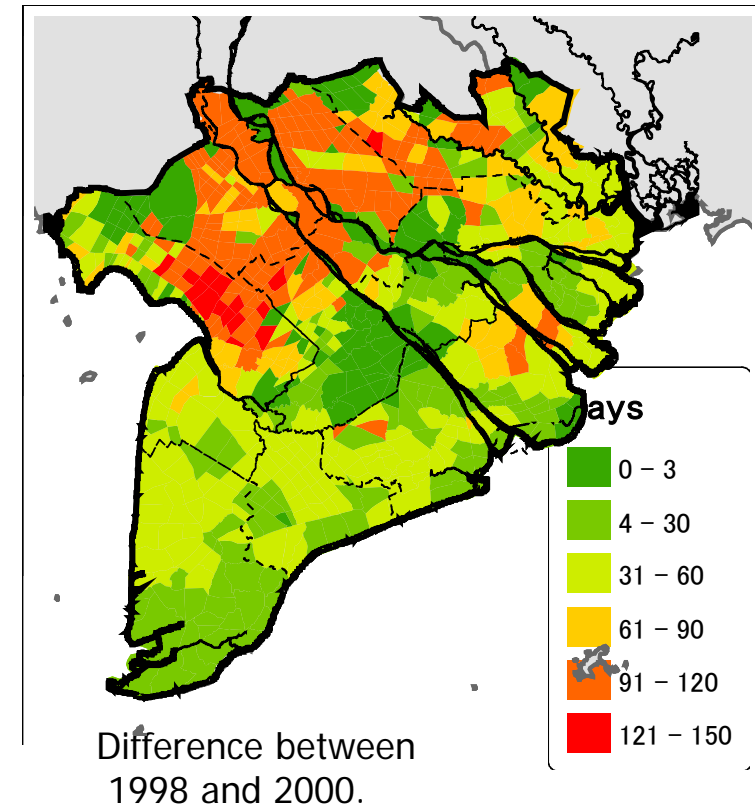 ays
0 – 3
4 – 30
31 – 60
61 – 90
91 – 120
121 – 150
Difference between
1998 and 2000.